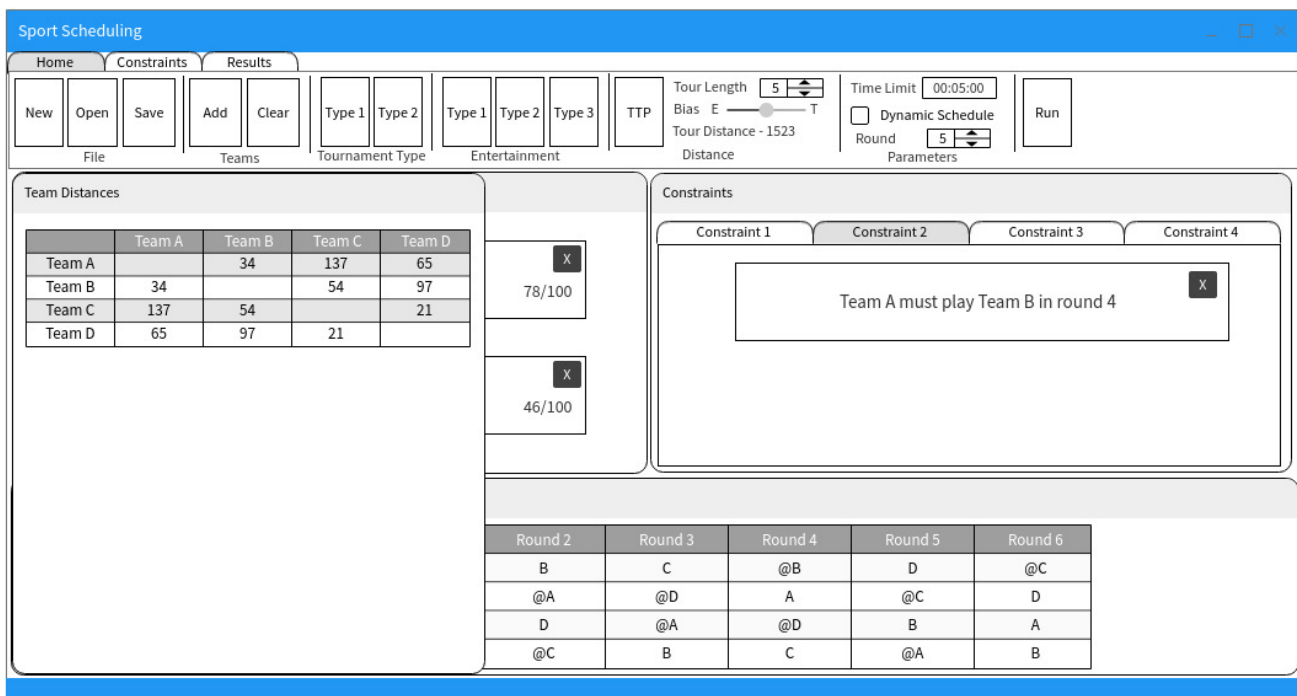 Sport Scheduling
Home Constraints Results
New Open Save Add Clear Type 1 Type 2 Type 1 Type 2 Type 3 TTP Tour Length 5 Time Limit 00:05:00 Run
Bias E T Dynamic Schedule
Tour Distance - 1523 Round 5
File Teams Tournament Type Entertainment Distance Parameters
Team Distances
Team A Team B Team C Team D
Team A 34 137 65
Team B 34 54 97
Team C 137 54 21
Team D 65 97 21
X
78/100
X
46/100
Constraints
Constraint 1 Constraint 2 Constraint 3 Constraint 4
X
Team A must play Team B in round 4
Round 2 Round 3 Round 4 Round 5 Round 6
B C @B D @C
@A @D A @C D
D @A @D B A
@C B C @A B